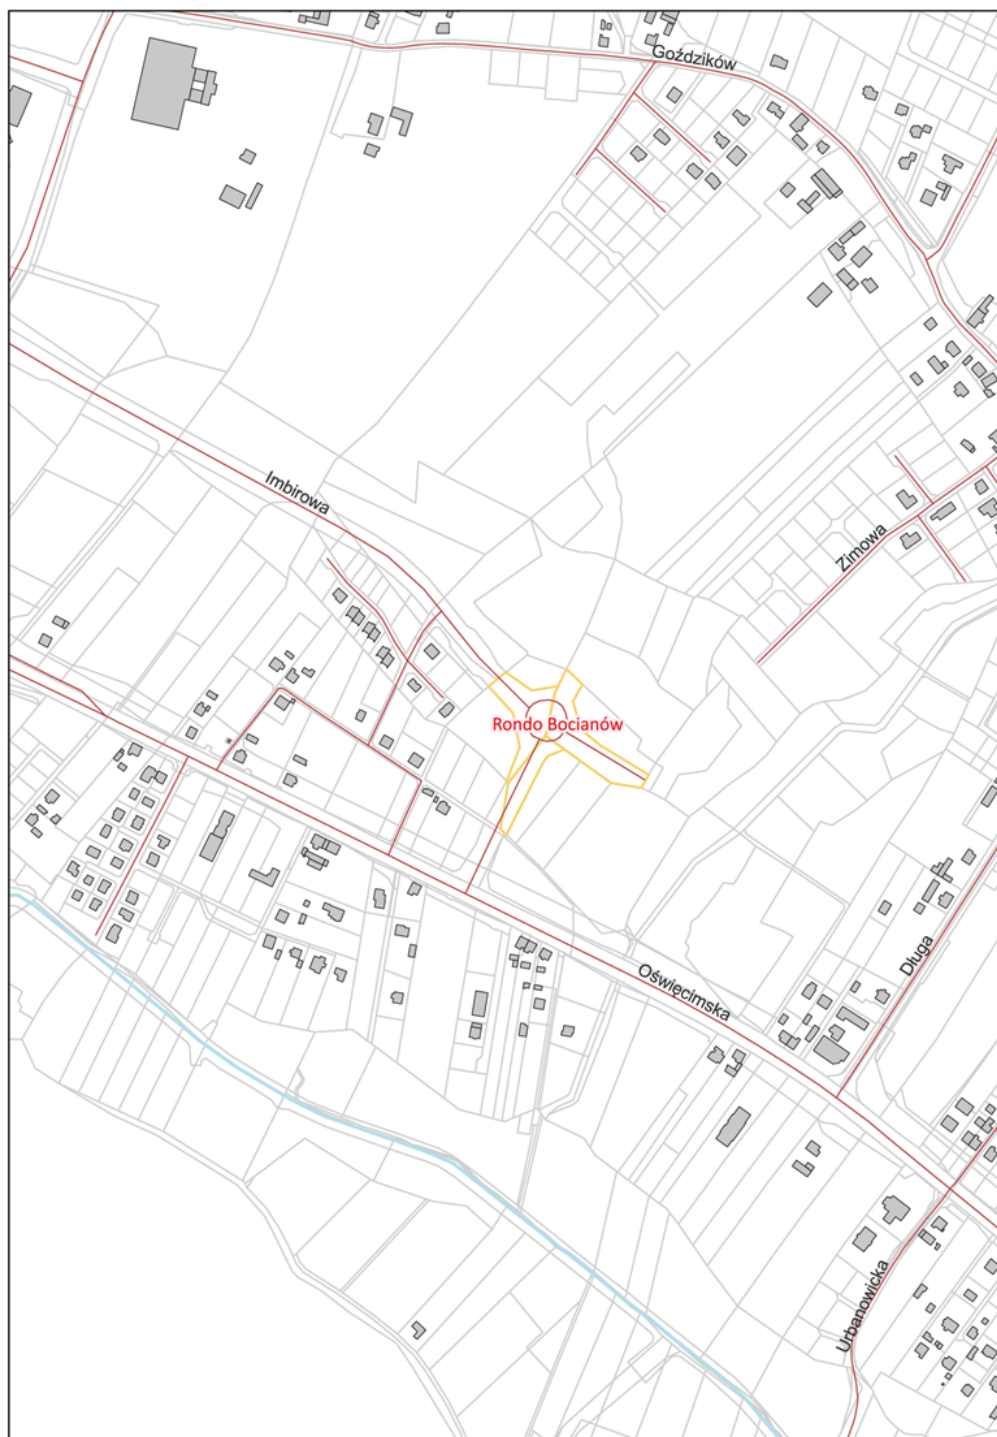 Goździków
Imbirowa
Zimowa
Rondo Bocianów
Długa
Oświęcimska
Urbanowicka